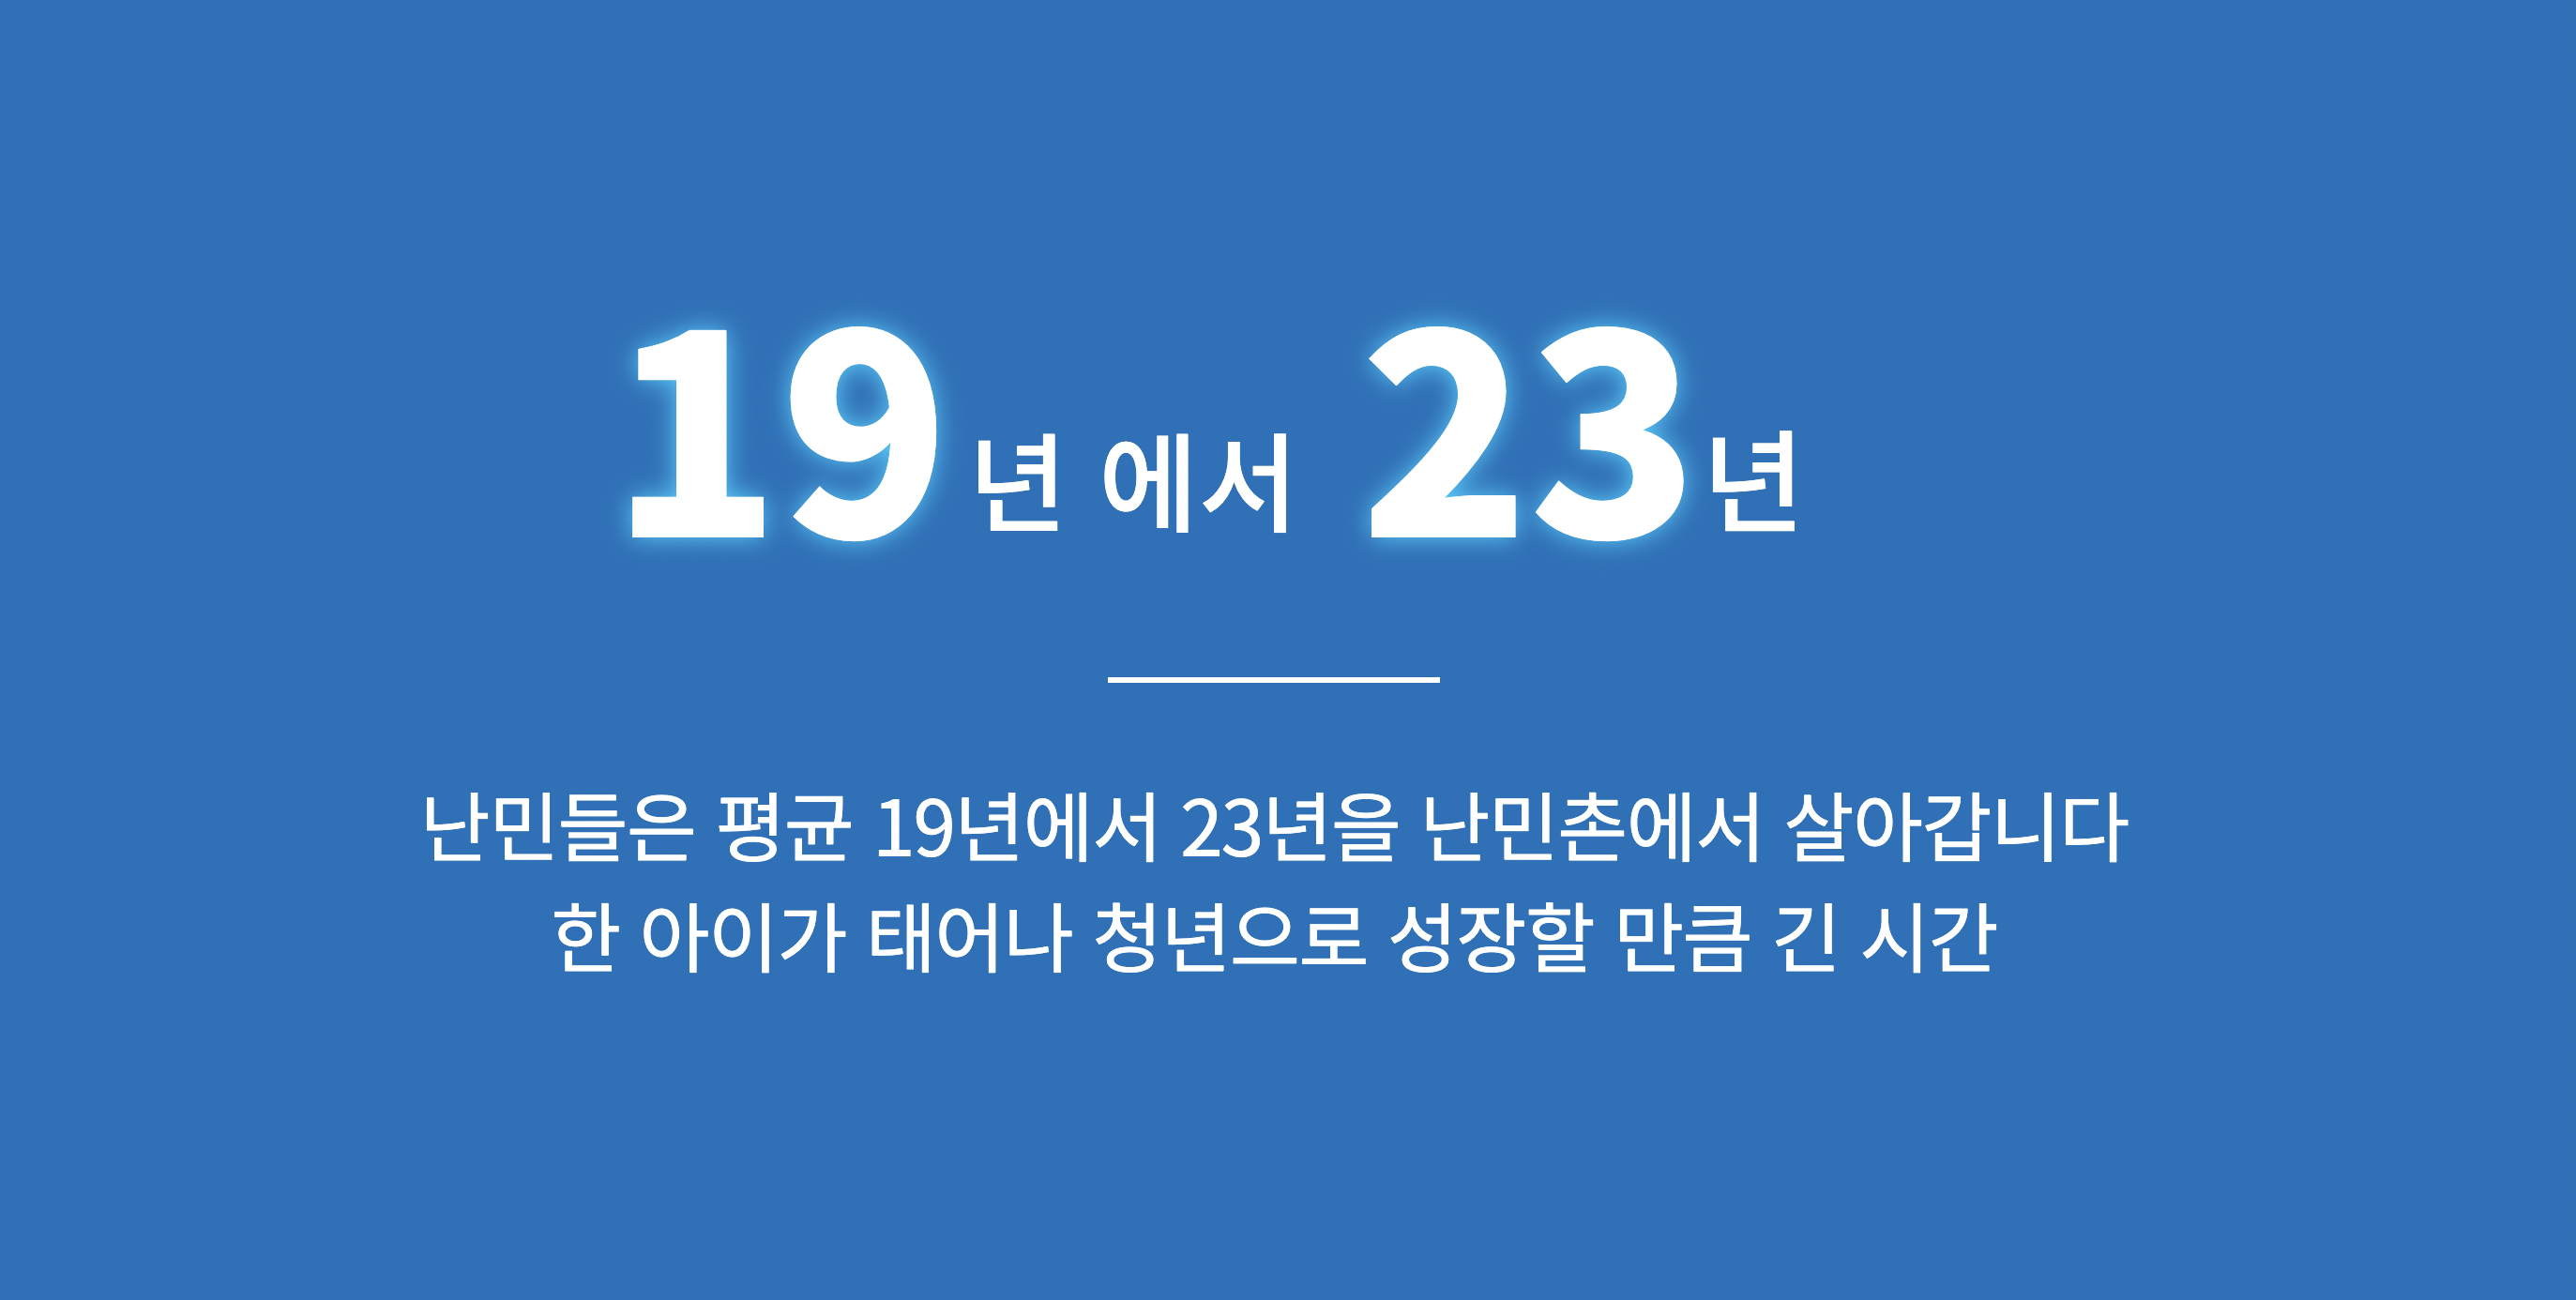 19년 에서 23년
난민들은 평균 19년에서 23년을 난민촌에서 살아갑니다
한 아이가 태어나 청년으로 성장할 만큼 긴 시간